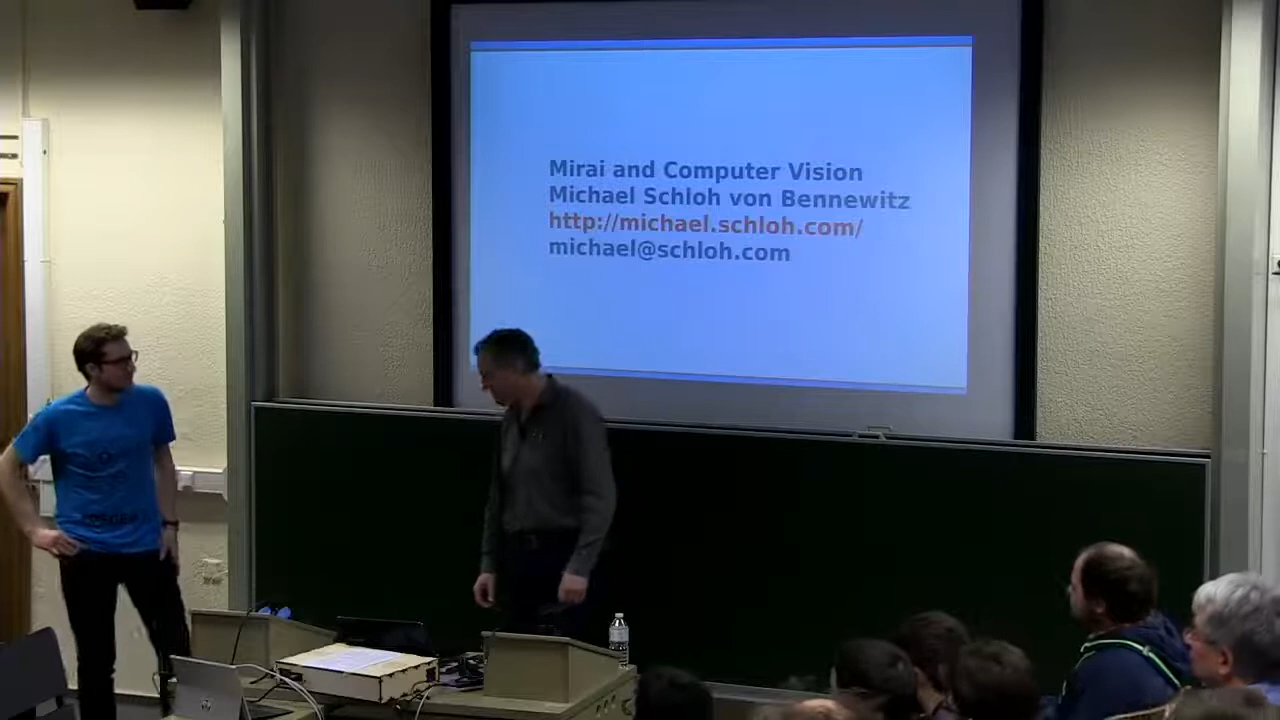 Mirai and Computer Vision
Michael Schloh von Bennewitz
http://michael.schloh.com/
michael@schloh.com